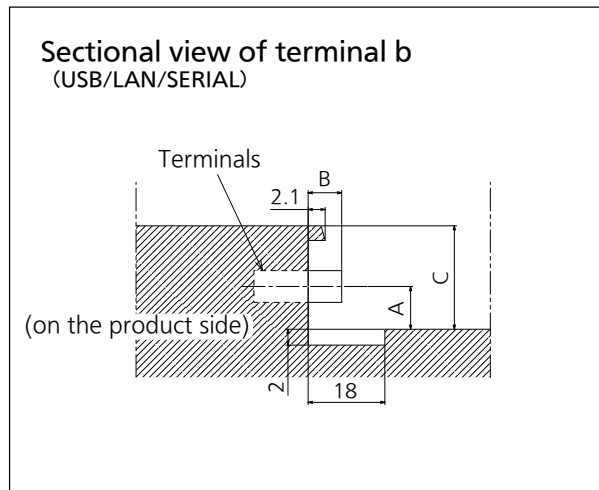 Sectional view of terminal b
(USB/LAN/SERIAL)
Terminals
B
2.1
C
A
(on the product side)
2
18